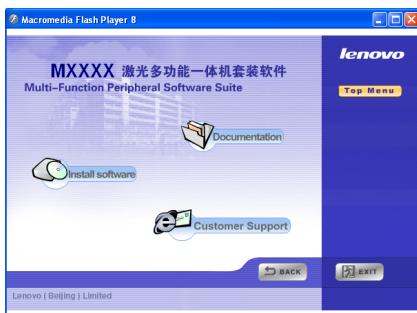 Macromedia Flash Player 8
lenovo
MXXXX 激光多功能一体机套装软件
Multi-Function Peripheral Software Suite
Top Menu
Documentation
Install software
Customer Support
BACK
EXIT
Lenovo ( Beijing ) Limited